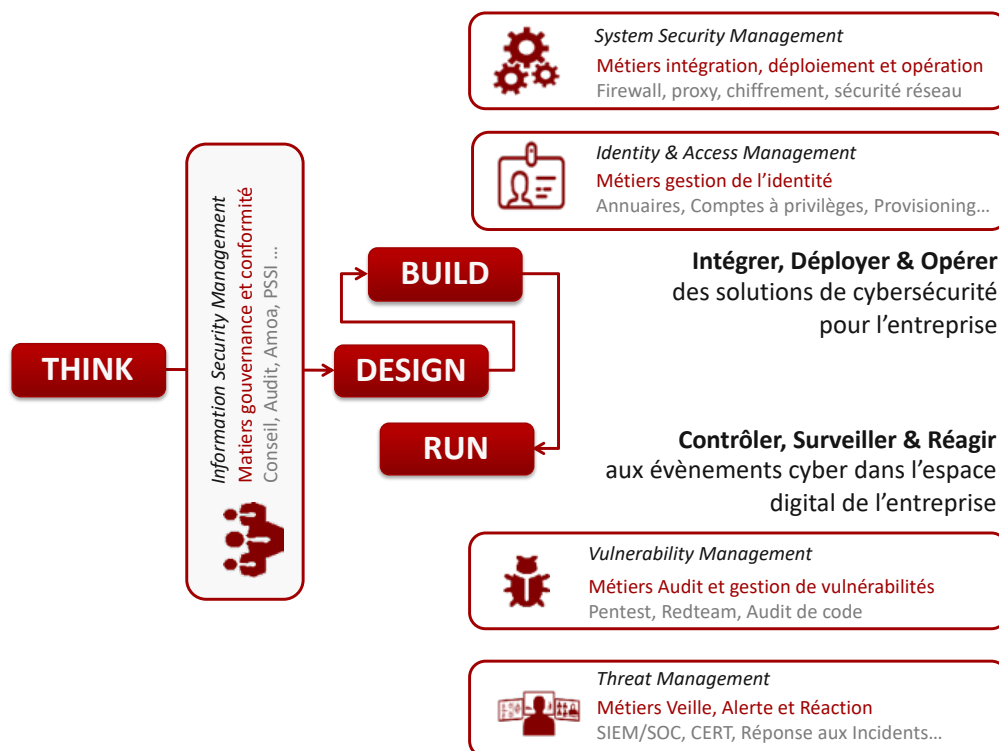 System Security Management
Métiers intégration, déploiement et opération
Firewall, proxy, chiffrement, sécurité réseau
Identity & Access Management
Métiers gestion de l’identité
Annuaires, Comptes à privilèges, Provisioning...
Information Security Management
Matiers gouvernance et conformité
Conseil, Audit, Amoa, PSSI ...
THINK
BUILD
DESIGN
RUN
Intégrer, Déployer & Opérer
des solutions de cybersécurité
pour l’entreprise
Contrôler, Surveiller & Réagir
aux évènements cyber dans l’espace
digital de l’entreprise
Vulnerability Management
Métiers Audit et gestion de vulnérabilités
Pentest, Redteam, Audit de code
Threat Management
Métiers Veille, Alerte et Réaction
SIEM/SOC, CERT, Réponse aux Incidents...